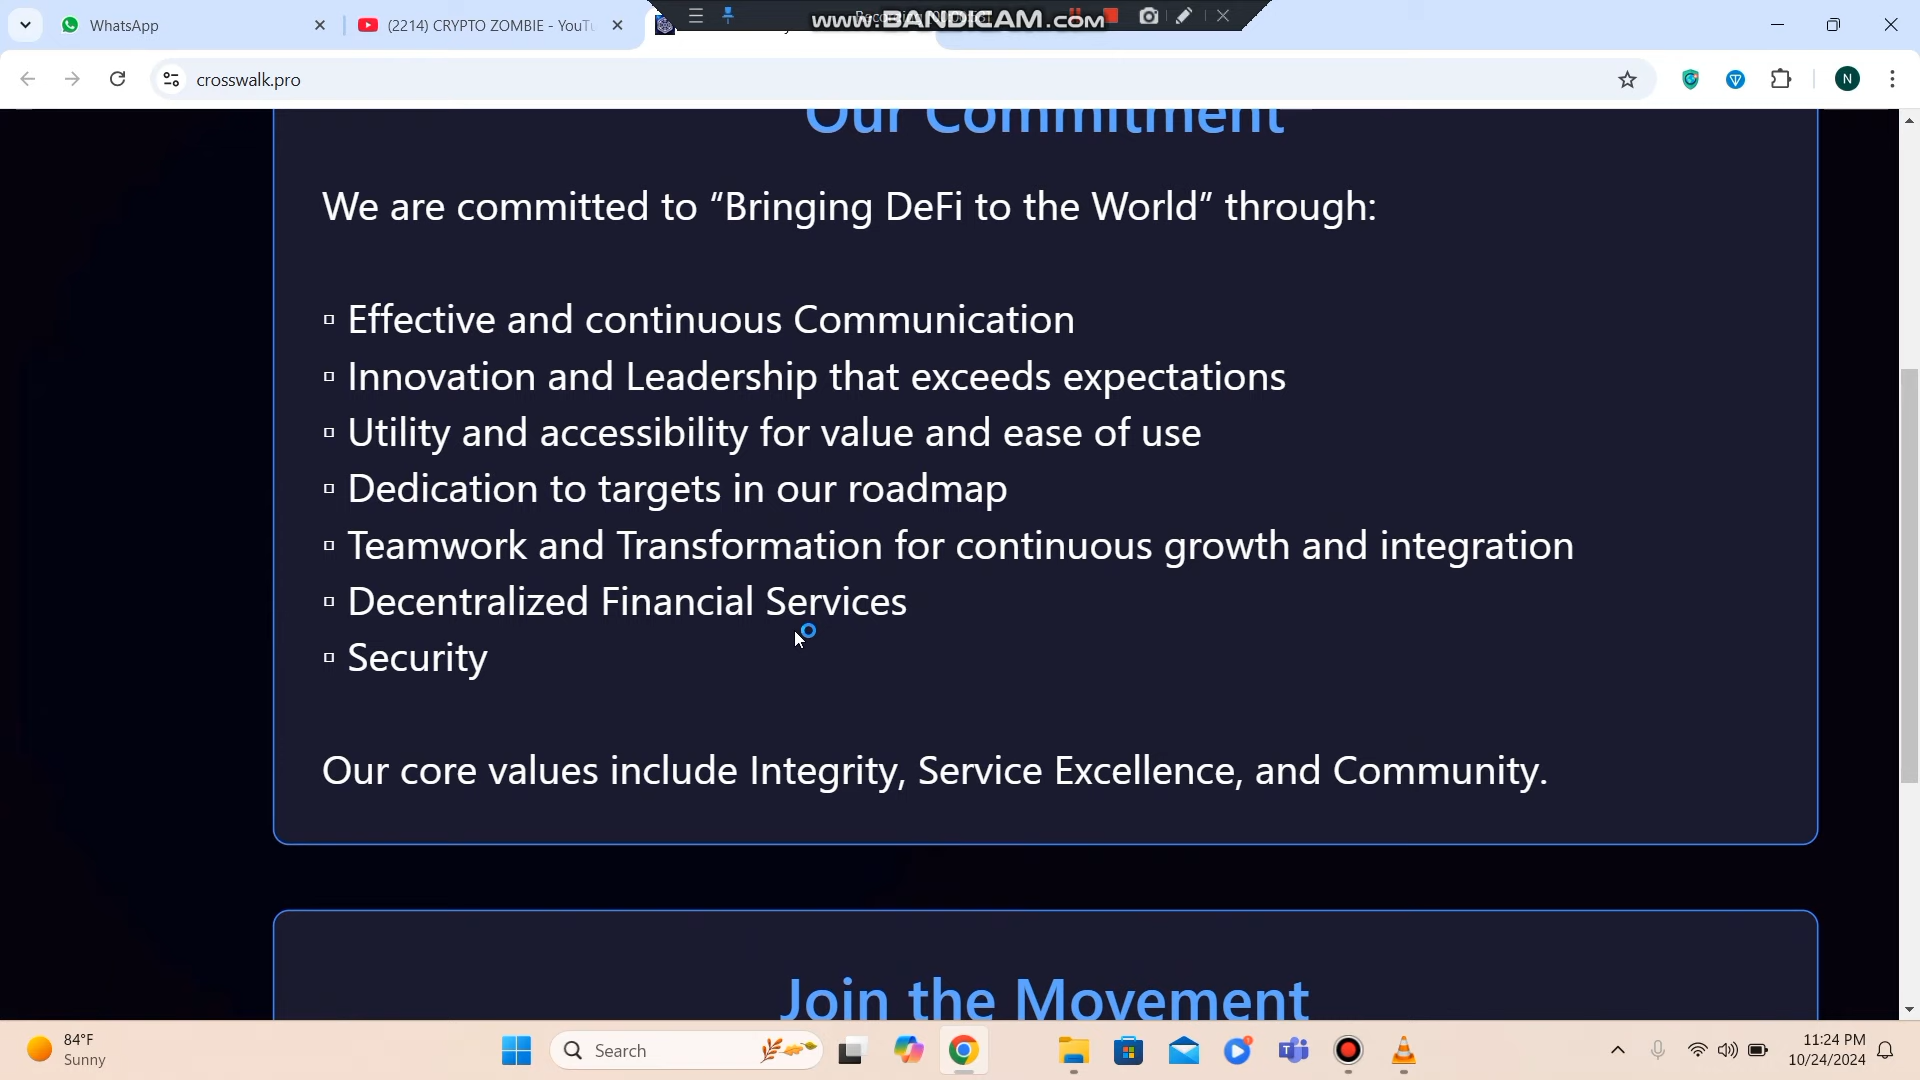 WhatsApp
(2214) CRYPTO ZOMBIE - YouTu
www.BANDICAM.com
crosswalk.pro
N
Our Commitment
We are committed to “Bringing DeFi to the World” through:
▫ Effective and continuous Communication
▫ Innovation and Leadership that exceeds expectations
▫ Utility and accessibility for value and ease of use
▫ Dedication to targets in our roadmap
▫ Teamwork and Transformation for continuous growth and integration
▫ Decentralized Financial Services
▫ Security
Our core values include Integrity, Service Excellence, and Community.
Join the Movement
84°F
Sunny
Search
11:24 PM
10/24/2024